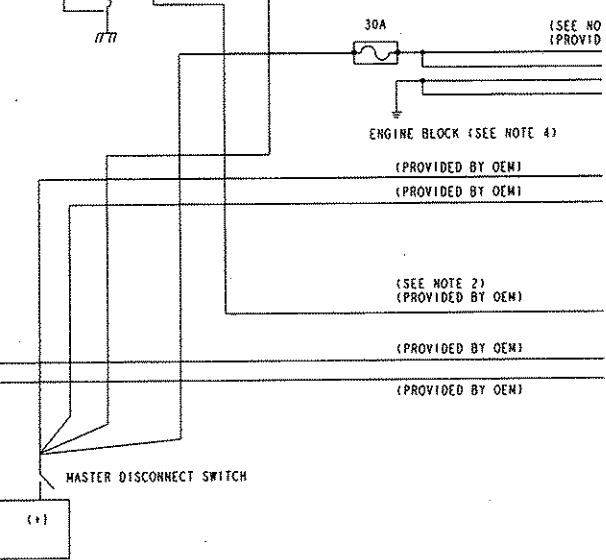 30A
(SEE NO
(PROVID
ENGINE BLOCK (SEE NOTE 4)
(PROVIDED BY OEM)
(PROVIDED BY OEM)
(SEE NOTE 2)
(PROVIDED BY OEM)
(PROVIDED BY OEM)
(PROVIDED BY OEM)
MASTER DISCONNECT SWITCH
(+)